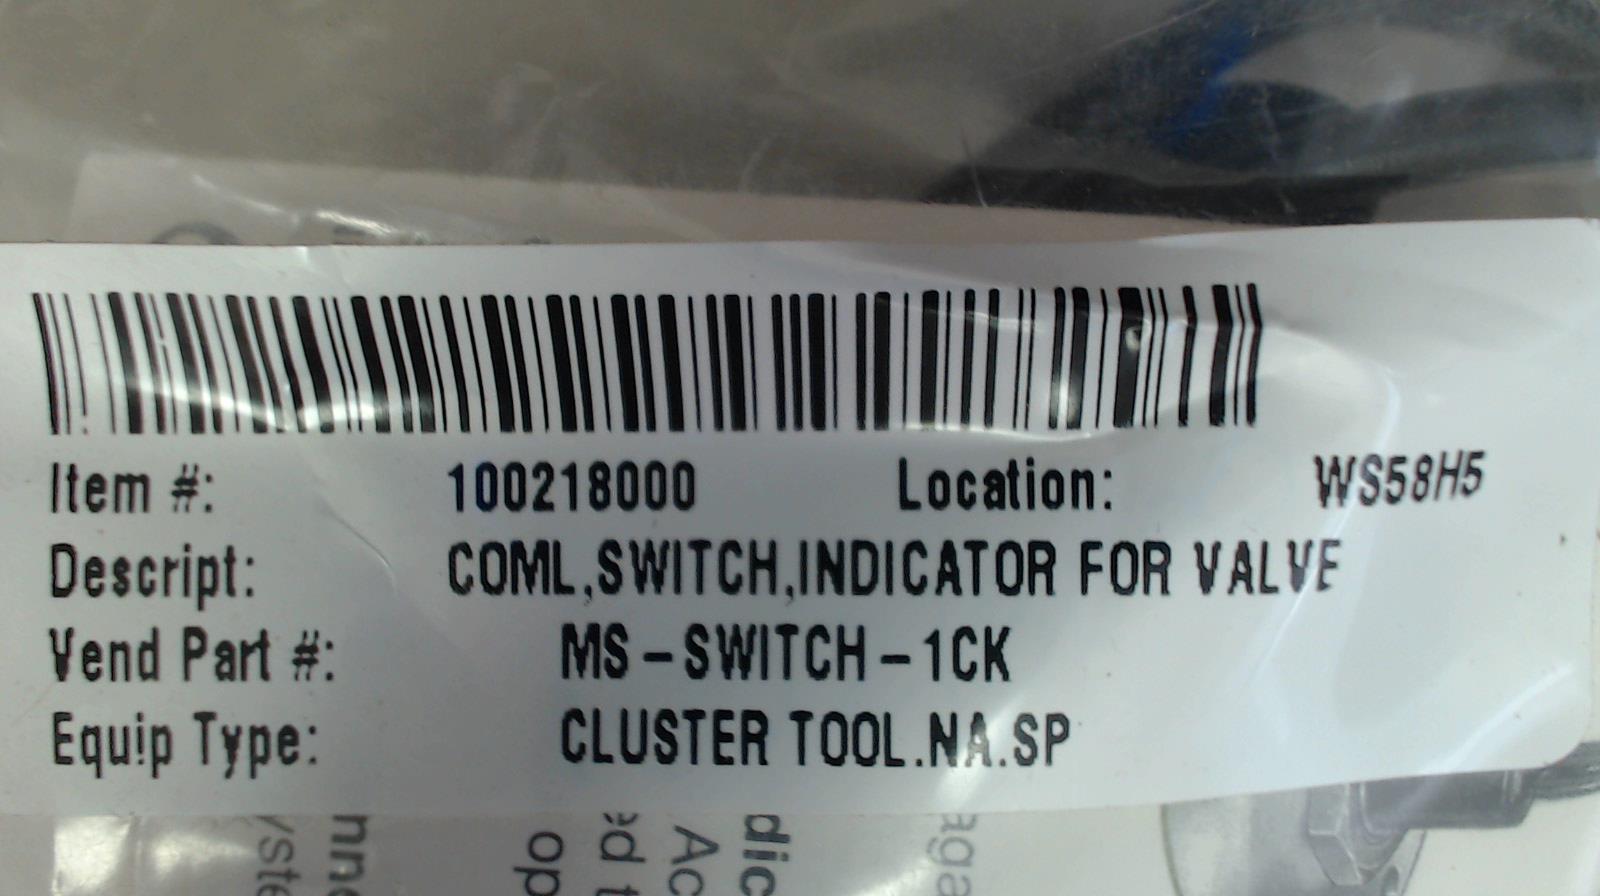 Item #: 100218000 Location: WS58H5
Descript: COML,SWITCH,INDICATOR FOR VALVE
Vend Part #: MS-SWITCH-1CK
Equip Type: CLUSTER TOOL.NA.SP